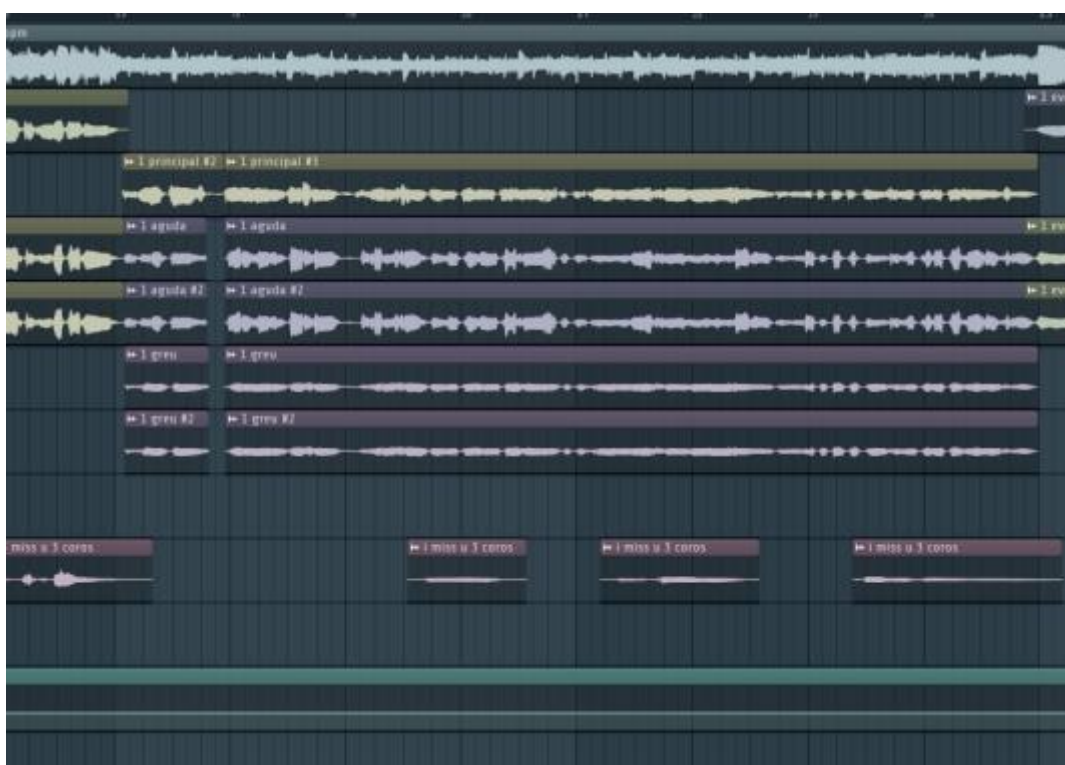 1 principal #2
1 principal #3
1 aguda
1 aguda
1 aguda #2
1 aguda #2
1 greu
1 greu
1 greu #2
1 greu #2
miss u 3 coros
i miss u 3 coros
i miss u 3 coros
i miss u 3 coros